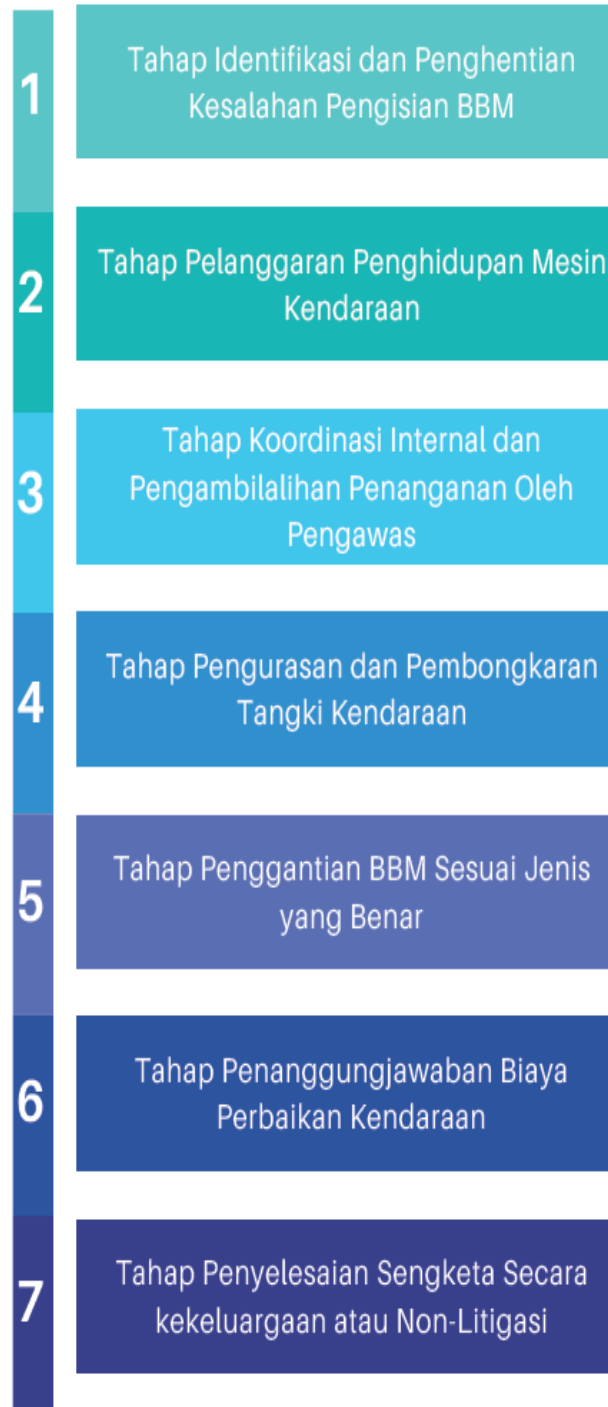 1
Tahap Identifikasi dan Penghentian
Kesalahan Pengisian BBM
2
Tahap Pelanggaran Penghidupan Mesin
Kendaraan
3
Tahap Koordinasi Internal dan
Pengambilalihan Penanganan Oleh
Pengawas
4
Tahap Pengurasan dan Pembongkaran
Tangki Kendaraan
5
Tahap Penggantian BBM Sesuai Jenis
yang Benar
6
Tahap Penanggungjawaban Biaya
Perbaikan Kendaraan
7
Tahap Penyelesaian Sengketa Secara
kekeluargaan atau Non-Litigasi